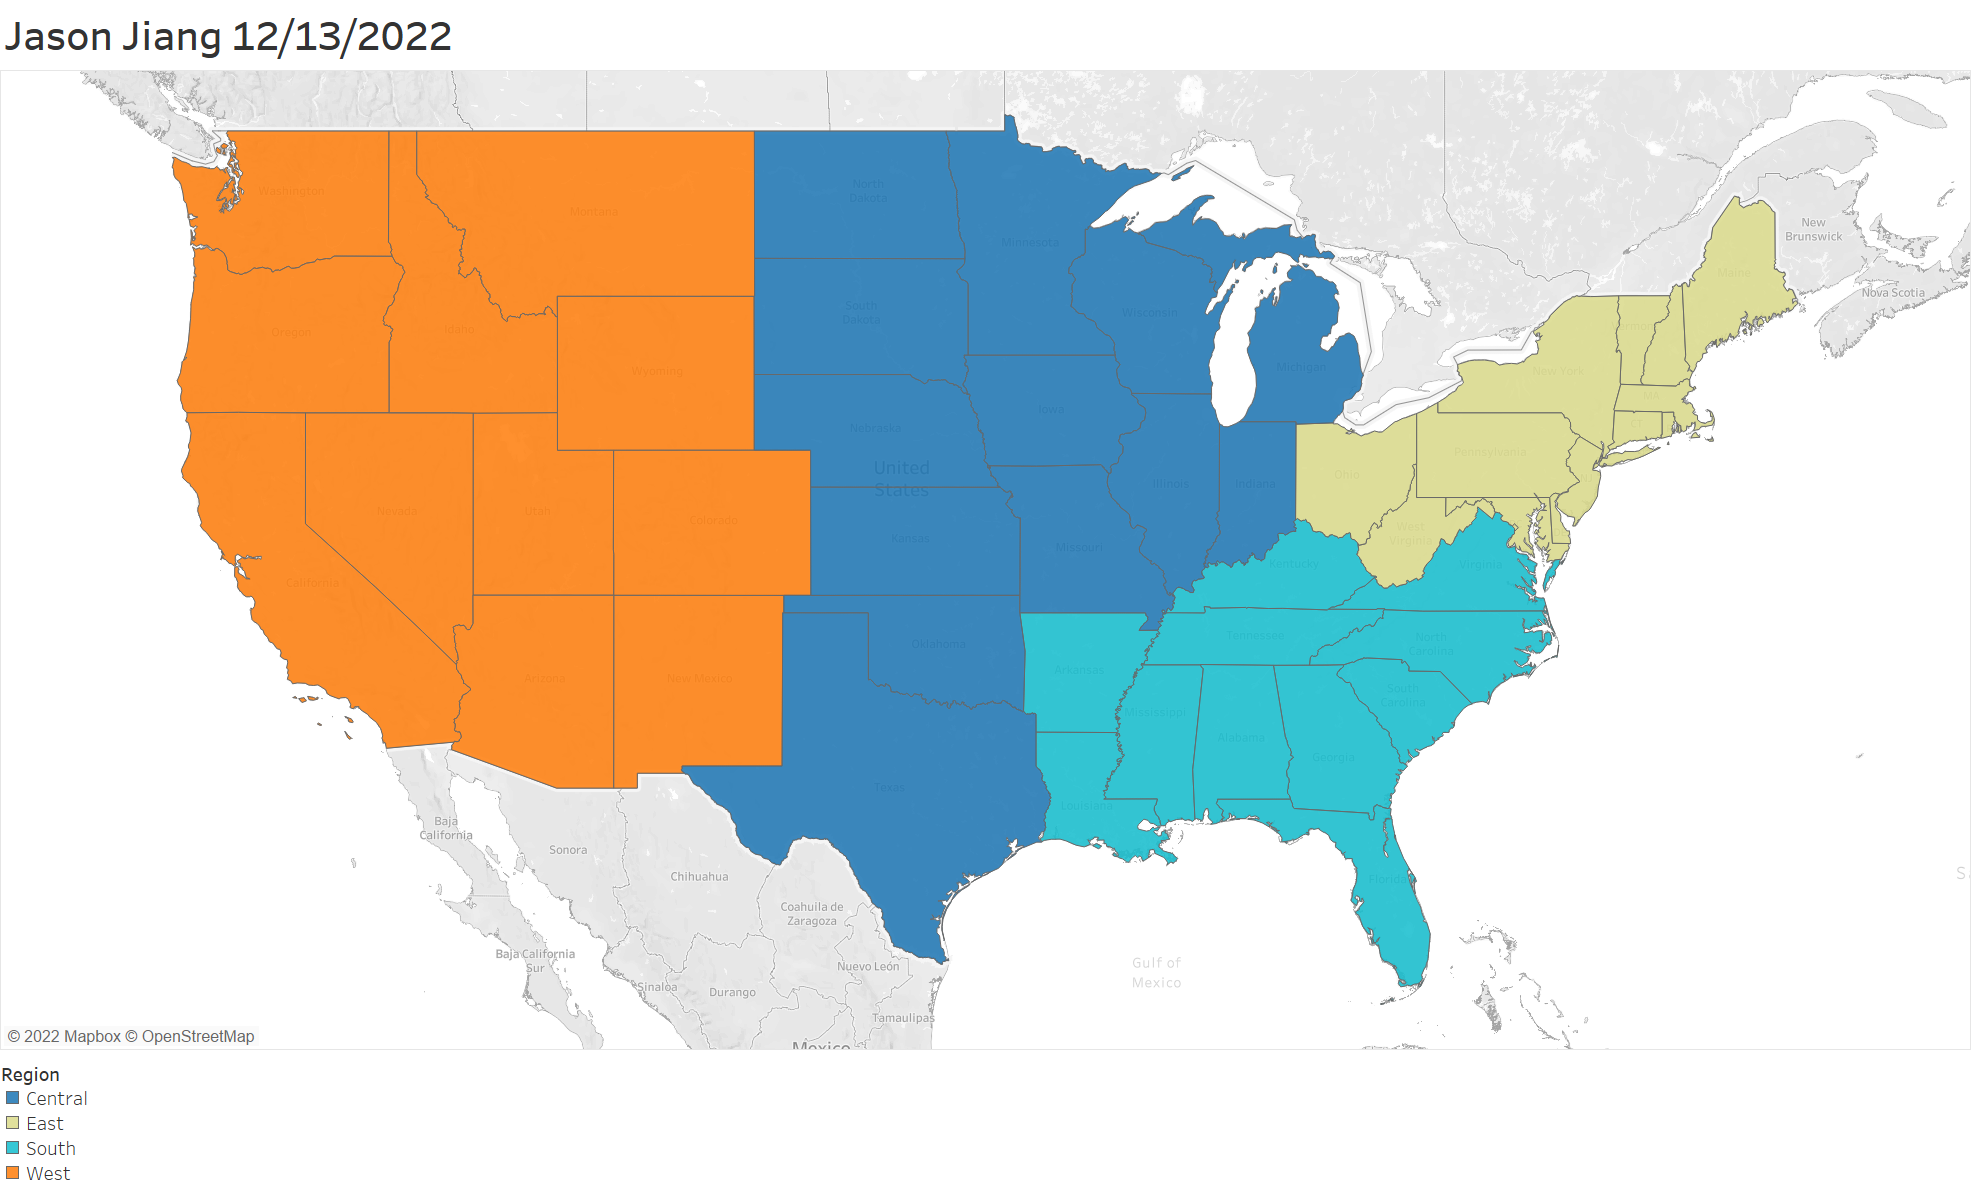 Jason Jiang 12/13/2022
Washington
North
Dakota
Montana
Minnesota
New
Brunswick
Maine
Nova Scotia
South
Dakota
Wisconsin
Oregon
Idaho
Wyoming
Michigan
New York
MA
Iowa
CT
Nebraska
Pennsylvania
United
States
Ohio
Illinois
Indiana
NJ
Nevada
Utah
Colorado
West
Virginia
Kansas
Missouri
California
Kentucky
Virginia
Tennessee
North
Carolina
Oklahoma
Arkansas
Arizona
New Mexico
South
Carolina
Mississippi
Alabama
Georgia
Texas
Louisiana
Baja
California
Sonora
Chihuahua
Florida
Coahuila de
Zaragoza
Baja California
Sur
Nuevo León
Gulf of
Mexico
Sinaloa
Durango
Tamaulipas
Mexico
© 2022 Mapbox © OpenStreetMap
Region
Central
East
South
West